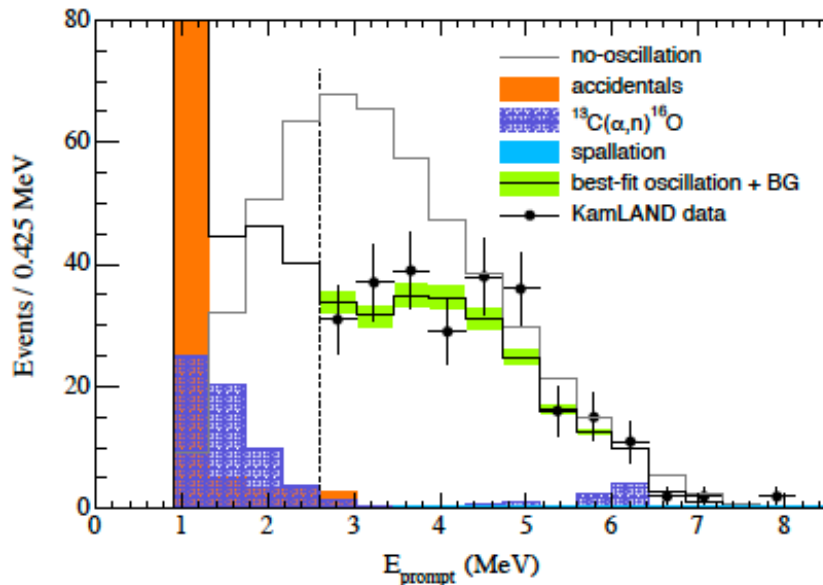 80
60
40
20
0
Events / 0.425 MeV
no-oscillation
accidentals
¹³C(α,n)¹⁶O
spallation
best-fit oscillation + BG
KamLAND data
0 1 2 3 4 5 6 7 8
E_prompt (MeV)